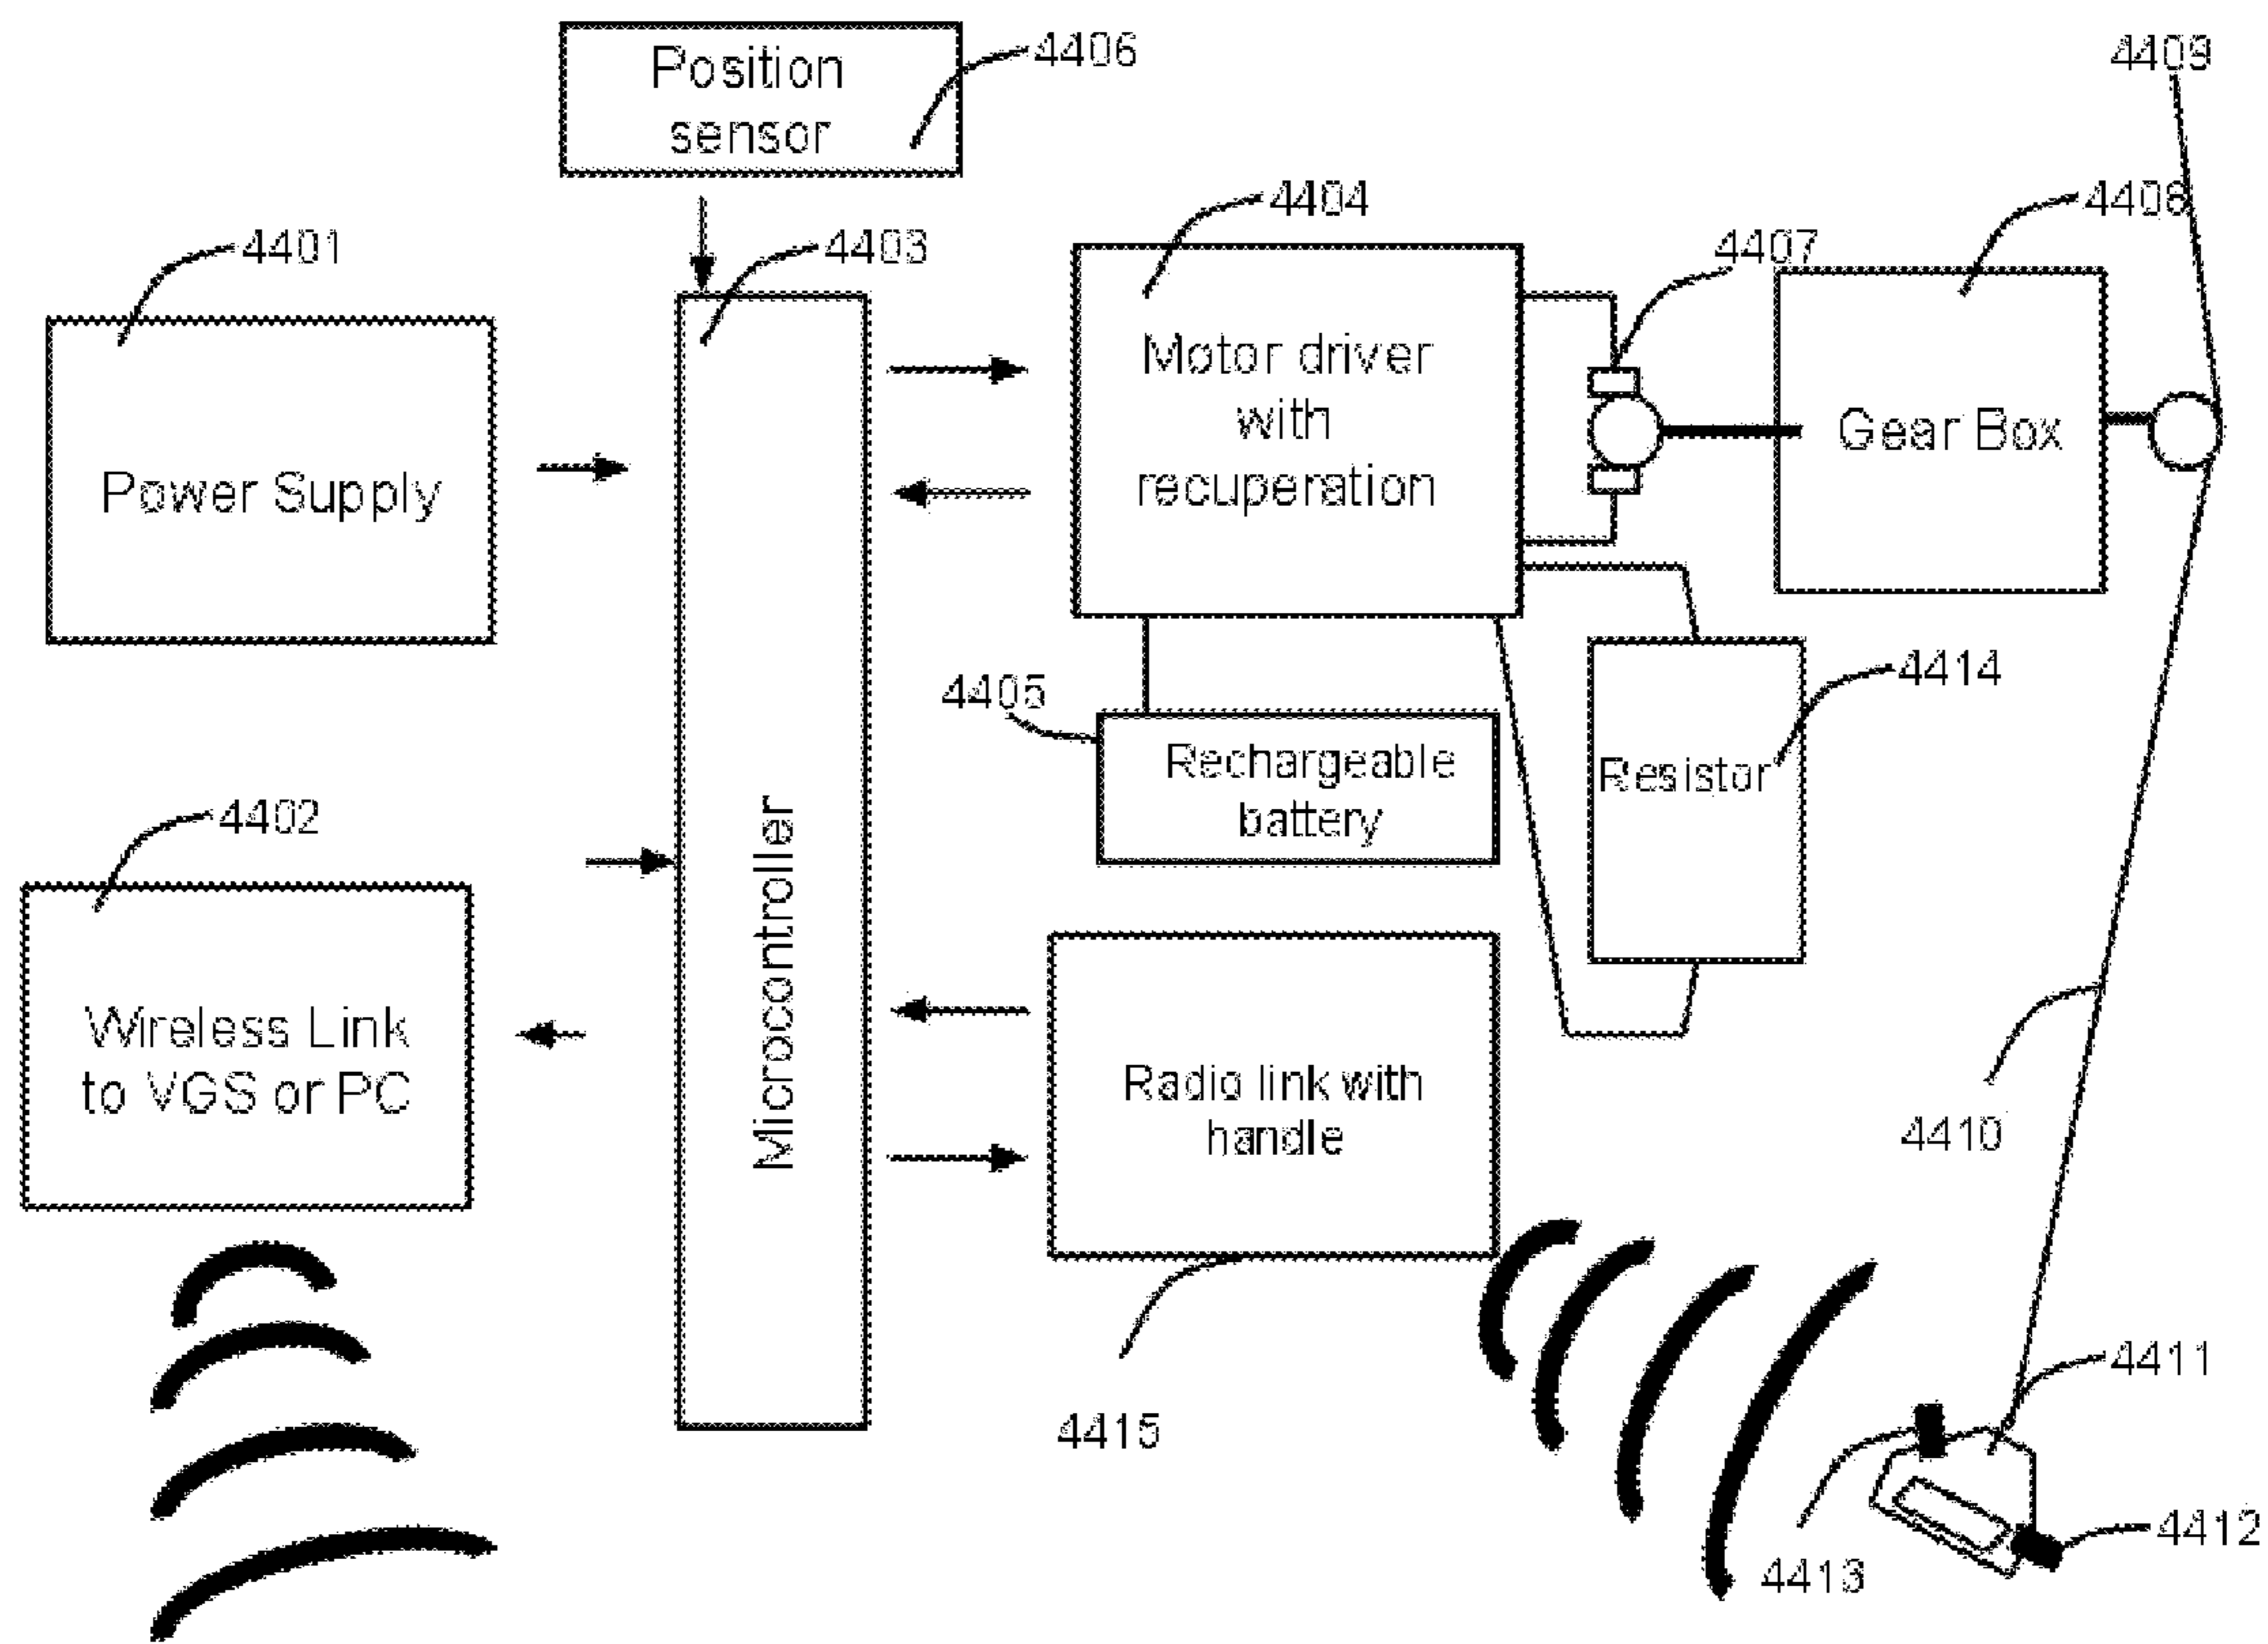 Position
sensor
4406
4409
4404
4408
4401
4403
4407
Motor driver
with
recuperation
Gear Box
Power Supply
4405
4414
Rechargeable
battery
Resistor
4402
Microcontroller
Wireless Link
to VGS or PC
Radio link with
handle
4410
4415
4411
4412
4413